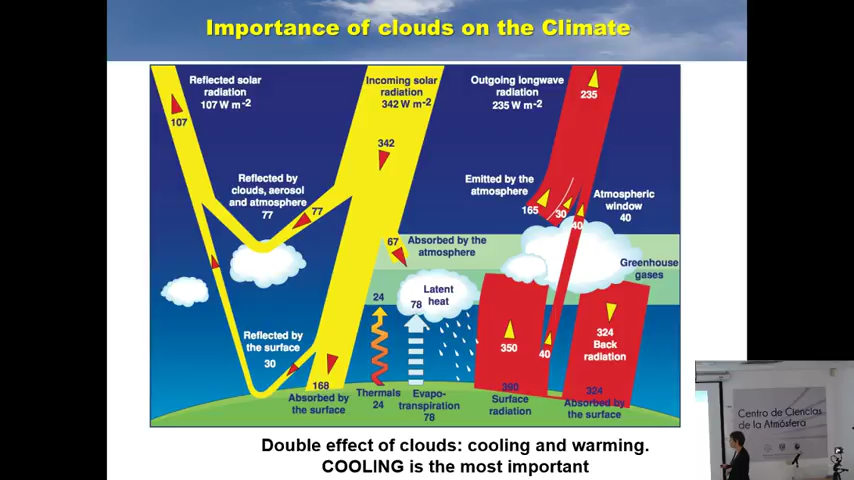 Importance of clouds on the Climate
Reflected solar
radiation
107 W m-2
Incoming solar
radiation
342 W m-2
Outgoing longwave
radiation
235 W m-2
107
342
235
Reflected by
clouds, aerosol
and atmosphere
77
77
Emitted by the
atmosphere
165
30
40
Atmospheric
window
40
67
Absorbed by the
atmosphere
Greenhouse
gases
Latent
heat
24
78
350
40
324
Back
radiation
Reflected by
the surface
30
168
Absorbed by
the surface
Thermals
24
Evapo-
transpiration
78
390
Surface
radiation
324
Absorbed by
the surface
Double effect of clouds: cooling and warming.
COOLING is the most important
Centro de Ciencias
de la Atmósfera